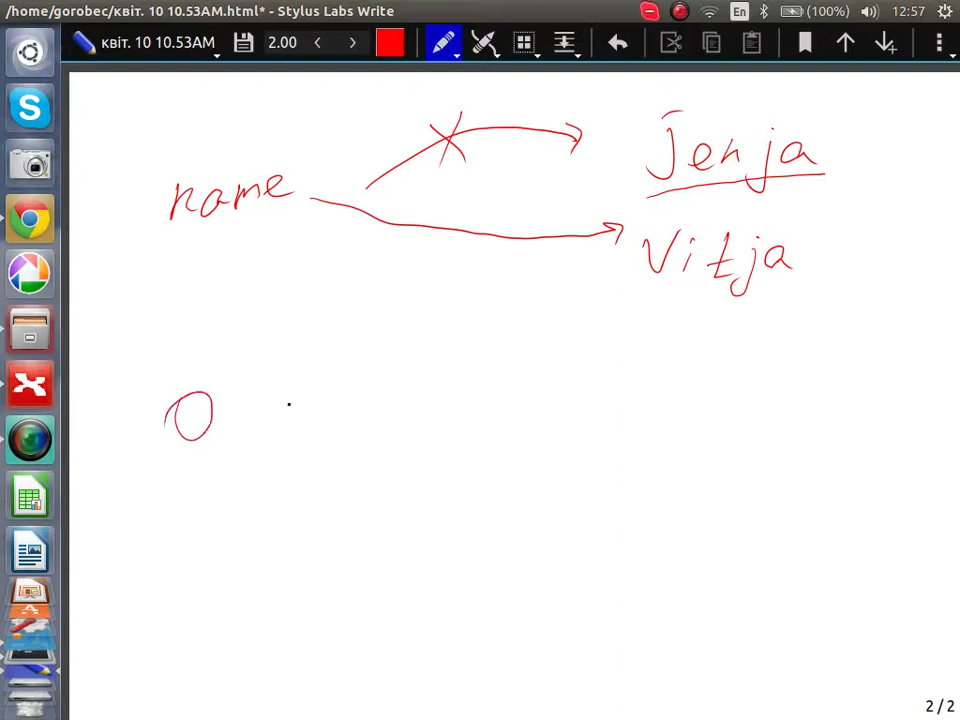 /home/gorobec/квіт. 10 10.53AM.html* - Stylus Labs Write
En
(100%)
12:57
квіт. 10 10.53AM
2.00
Jenja
name
Vitja
O
2 / 2